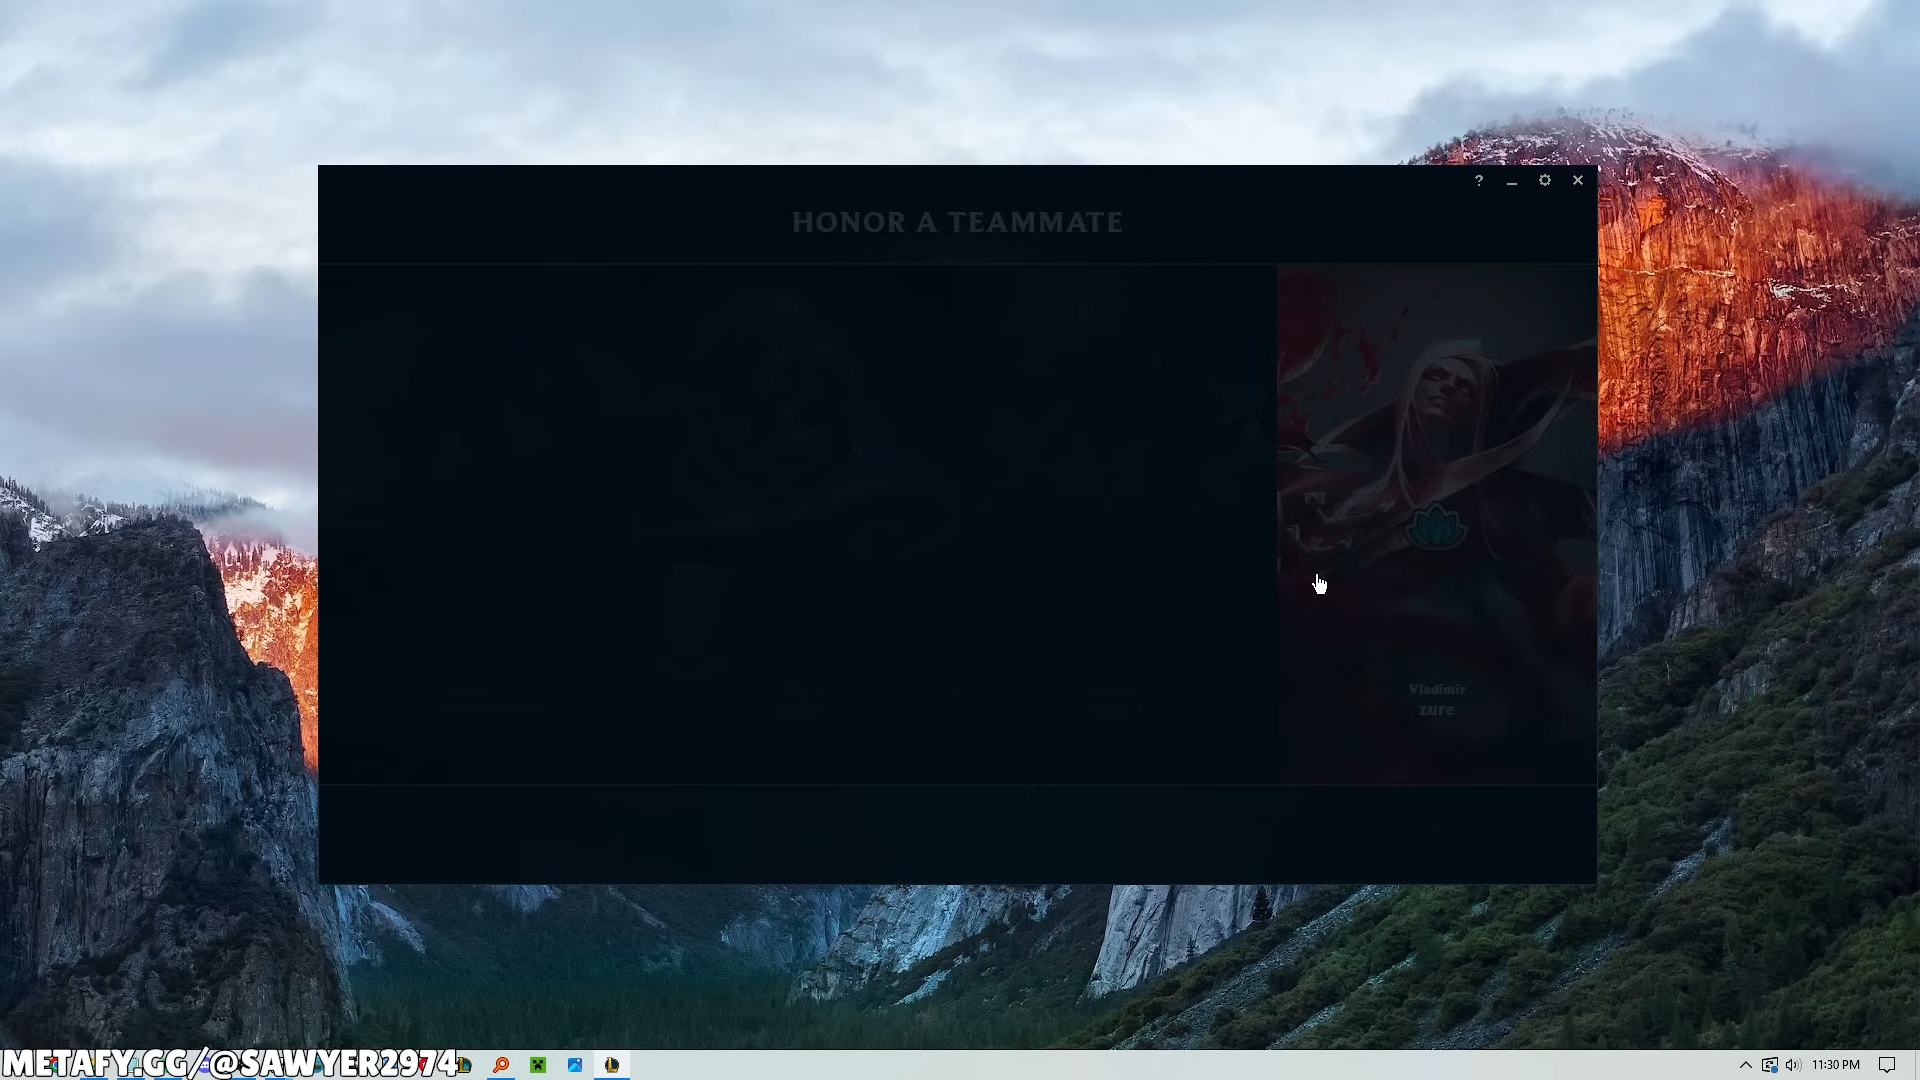 ?
HONOR A TEAMMATE
Vladimir
zure
METAFY.GG/@SAWYER2974
11:30 PM